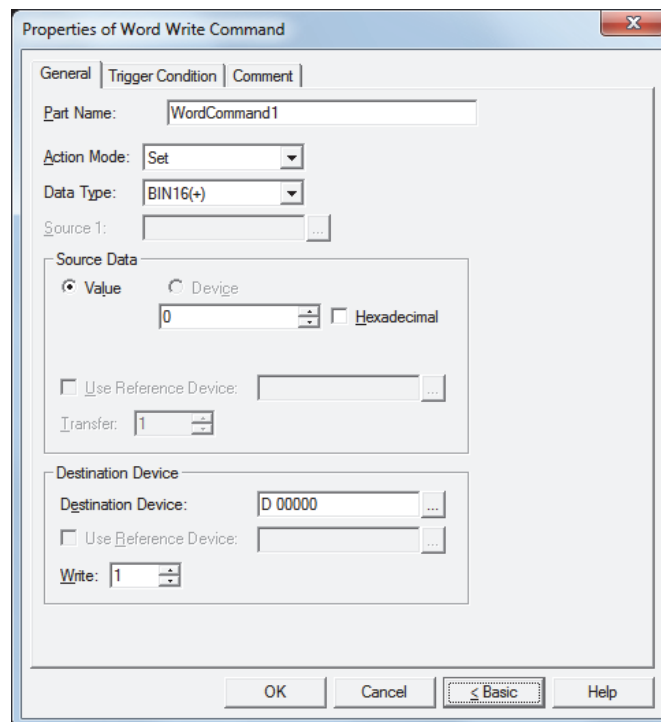 Properties of Word Write Command
X
General Trigger Condition Comment
Part Name: WordCommand1
Action Mode: Set
Data Type: BIN16(+)
Source 1: ...
Source Data
Value Device
0 Hexadecimal
Use Reference Device: ...
Transfer: 1
Destination Device
Destination Device: D 00000 ...
Use Reference Device: ...
Write: 1
OK Cancel < Basic Help